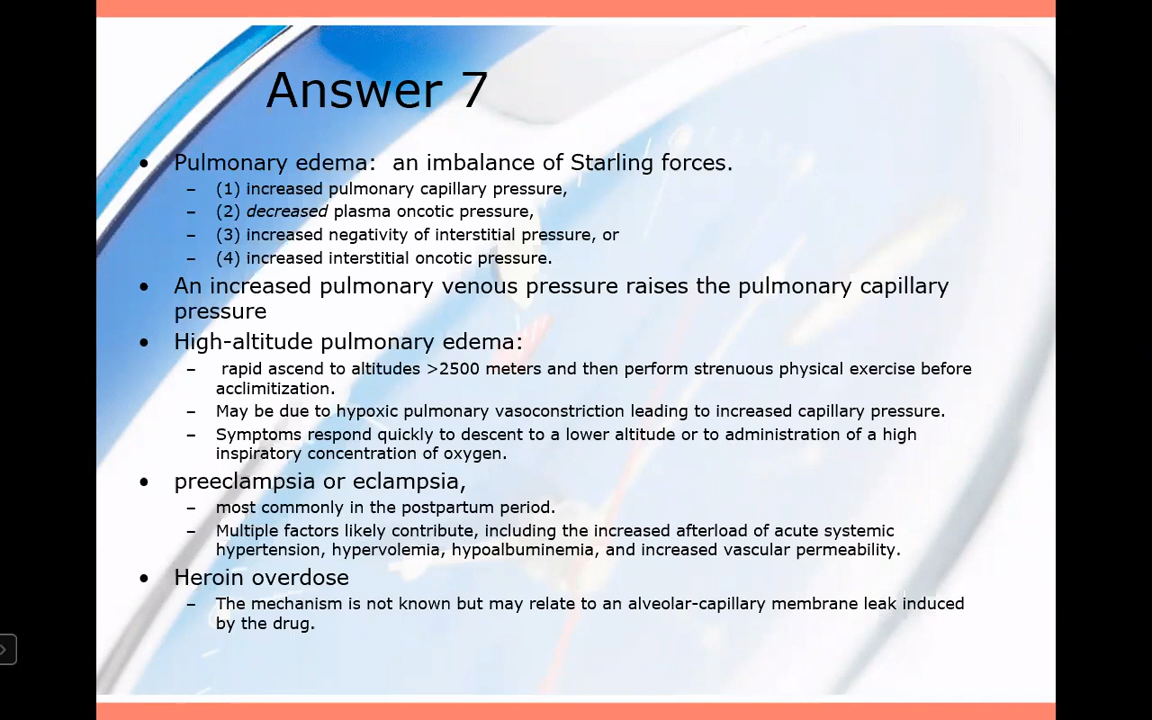 Answer 7
• Pulmonary edema:  an imbalance of Starling forces.
– (1) increased pulmonary capillary pressure,
– (2) decreased plasma oncotic pressure,
– (3) increased negativity of interstitial pressure, or
– (4) increased interstitial oncotic pressure.
• An increased pulmonary venous pressure raises the pulmonary capillary
pressure
• High-altitude pulmonary edema:
– rapid ascend to altitudes >2500 meters and then perform strenuous physical exercise before
acclimitization.
– May be due to hypoxic pulmonary vasoconstriction leading to increased capillary pressure.
– Symptoms respond quickly to descent to a lower altitude or to administration of a high
inspiratory concentration of oxygen.
• preeclampsia or eclampsia,
– most commonly in the postpartum period.
– Multiple factors likely contribute, including the increased afterload of acute systemic
hypertension, hypervolemia, hypoalbuminemia, and increased vascular permeability.
• Heroin overdose
– The mechanism is not known but may relate to an alveolar-capillary membrane leak induced
by the drug.